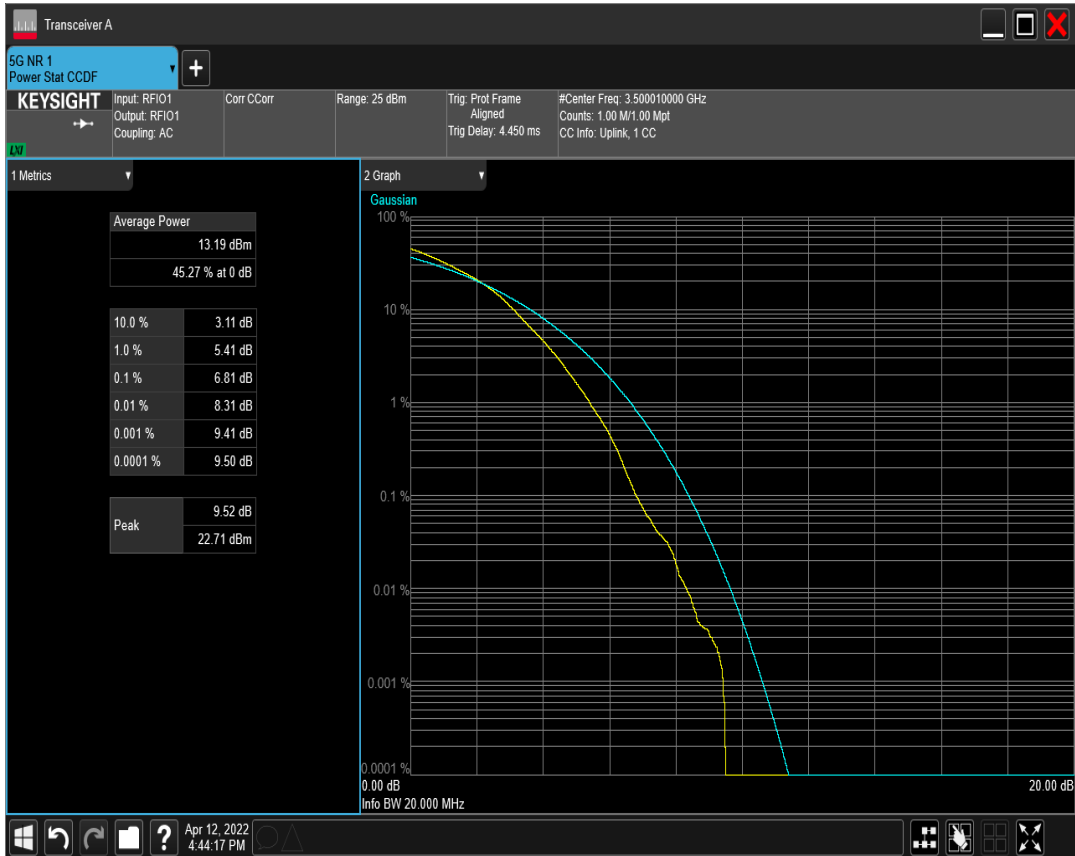 Transceiver A
5G NR 1
Power Stat CCDF
KEYSIGHT
LXI
Input: RFIO1
Output: RFIO1
Coupling: AC
Corr CCorr
Range: 25 dBm
Trig: Prot Frame
Aligned
Trig Delay: 4.450 ms
#Center Freq: 3.500010000 GHz
Counts: 1.00 M/1.00 Mpt
CC Info: Uplink, 1 CC
1 Metrics
Average Power
13.19 dBm
45.27 % at 0 dB
10.0 % 3.11 dB
1.0 % 5.41 dB
0.1 % 6.81 dB
0.01 % 8.31 dB
0.001 % 9.41 dB
0.0001 % 9.50 dB
Peak
9.52 dB
22.71 dBm
2 Graph
Gaussian
100 %
10 %
1 %
0.1 %
0.01 %
0.001 %
0.0001 %
0.00 dB 20.00 dB
Info BW 20.000 MHz
? Apr 12, 2022
4:44:17 PM